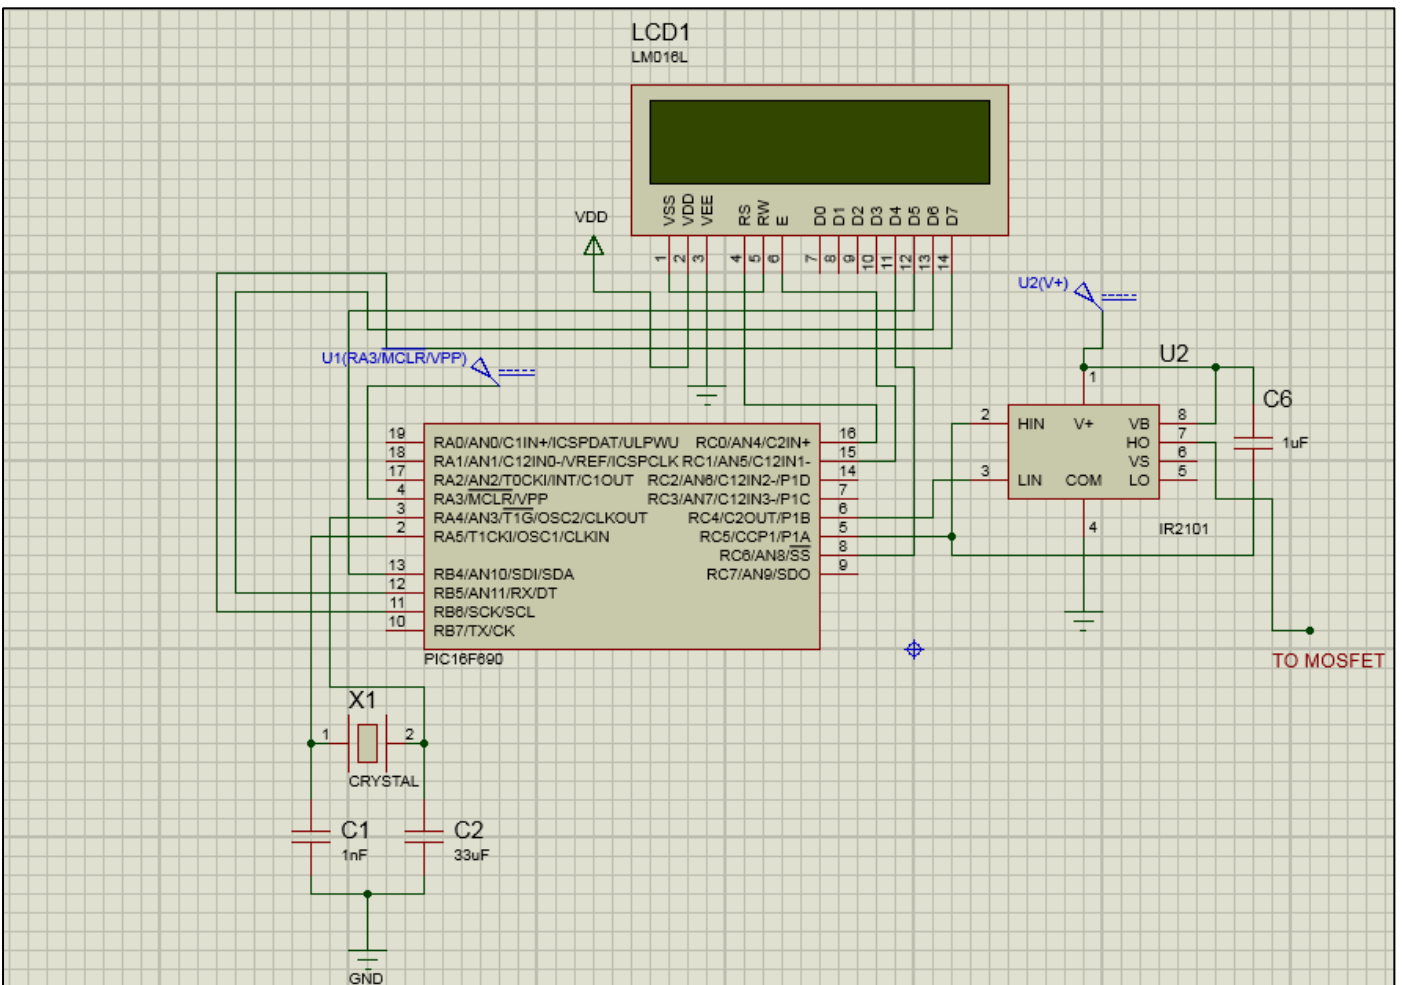 LCD1
LM016L
VSS
VDD
VEE
RS
RW
E
D0
D1
D2
D3
D4
D5
D6
D7
1
2
3
4
5
6
7
8
9
10
11
12
13
14
VDD
U2(V+)
U1(RA3/MCLR/VPP)
U2
1
C6
1uF
2 HIN V+ VB 8
HO 7
VS 6
3 LIN COM LO 5
4
IR2101
19 RA0/AN0/C1IN+/ICSPDAT/ULPWU RC0/AN4/C2IN+ 16
18 RA1/AN1/C12IN0-/VREF/ICSPCLK RC1/AN5/C12IN1- 15
17 RA2/AN2/T0CKI/INT/C1OUT RC2/AN6/C12IN2-/P1D 14
4 RA3/MCLR/VPP RC3/AN7/C12IN3-/P1C 7
3 RA4/AN3/T1G/OSC2/CLKOUT RC4/C2OUT/P1B 6
2 RA5/T1CKI/OSC1/CLKIN RC5/CCP1/P1A 5
RC6/AN8/SS 8
13 RB4/AN10/SDI/SDA RC7/AN9/SDO 9
12 RB5/AN11/RX/DT
11 RB6/SCK/SCL
10 RB7/TX/CK
PIC16F690
TO MOSFET
X1
1 2
CRYSTAL
C1
1nF
C2
33uF
GND